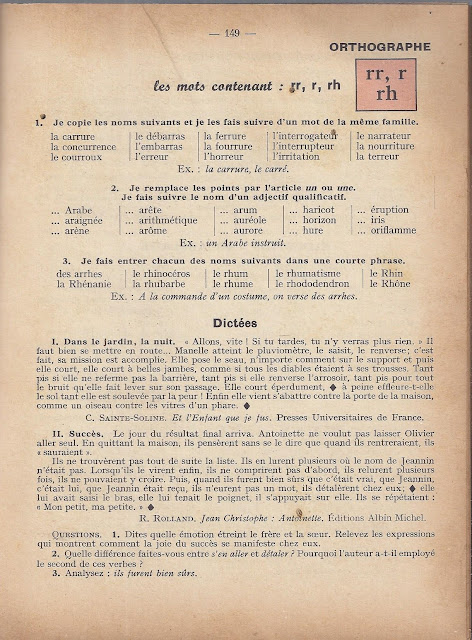 — 149 —
ORTHOGRAPHE
les mots contenant : rr, r, rh
rr, r
rh
1. Je copie les noms suivants et je les fais suivre d'un mot de la même famille.
la carrure le débarras la ferrure l'interrogateur le narrateur
la concurrence l'embarras la fourrure l'interrupteur la nourriture
le courroux l'erreur l'horreur l'irritation la terreur
Ex. : la carrure, le carré.
2. Je remplace les points par l'article un ou une.
Je fais suivre le nom d'un adjectif qualificatif.
... Arabe ... arête ... arum ... haricot ... éruption
... araignée ... arithmétique ... auréole ... horizon ... iris
... arène ... arôme ... aurore ... hure ... oriflamme
Ex. : un Arabe instruit.
3. Je fais entrer chacun des noms suivants dans une courte phrase.
des arrhes le rhinocéros le rhum le rhumatisme le Rhin
la Rhénanie la rhubarbe le rhume le rhododendron le Rhône
Ex. : A la commande d'un costume, on verse des arrhes.
Dictées
I. Dans le jardin, la nuit. « Allons, vite ! Si tu tardes, tu n'y verras plus rien. » Il
faut bien se mettre en route... Manelle atteint le pluviomètre, le saisit, le renverse; c'est
fait, sa mission est accomplie. Elle pose le seau, n'importe comment sur le support et puis
elle court, elle court à belles jambes, comme si tous les diables étaient à ses trousses. Tant
pis si elle ne referme pas la barrière, tant pis si elle renverse l'arrosoir, tant pis pour tout
le bruit qu'elle fait lever sur son passage. Elle court éperdument, ◆ à peine effleure-t-elle
le sol tant elle est soulevée par la peur ! Enfin elle vient s'abattre contre la porte de la maison,
comme un oiseau contre les vitres d'un phare. ◆
C. Sainte-Soline. Et l'Enfant que je fus. Presses Universitaires de France.
II. Succès. Le jour du résultat final arriva. Antoinette ne voulut pas laisser Olivier
aller seul. En quittant la maison, ils pensèrent sans se le dire que quand ils rentreraient, ils
« sauraient ».
Ils ne trouvèrent pas tout de suite la liste. Ils en lurent plusieurs où le nom de Jeannin
n'était pas. Lorsqu'ils le virent enfin, ils ne comprirent pas d'abord, ils relurent plusieurs
fois, ils ne pouvaient y croire. Puis, quand ils furent bien sûrs que c'était vrai, que Jeannin,
c'était lui, que Jeannin était reçu, ils n'eurent pas un mot, ils détalèrent chez eux; ◆ elle
lui avait saisi le bras, elle lui tenait le poignet, il s'appuyait sur elle. Ils se répétaient :
« Mon petit, ma petite. » ◆
R. Rolland, Jean Christophe : Antoinette. Éditions Albin Michel.
Questions. 1. Dites quelle émotion étreint le frère et la sœur. Relevez les expressions
qui montrent comment la joie du succès se manifeste chez eux.
2. Quelle différence faites-vous entre s'en aller et détaler ? Pourquoi l'auteur a-t-il employé
le second de ces verbes ?
3. Analysez : ils furent bien sûrs.